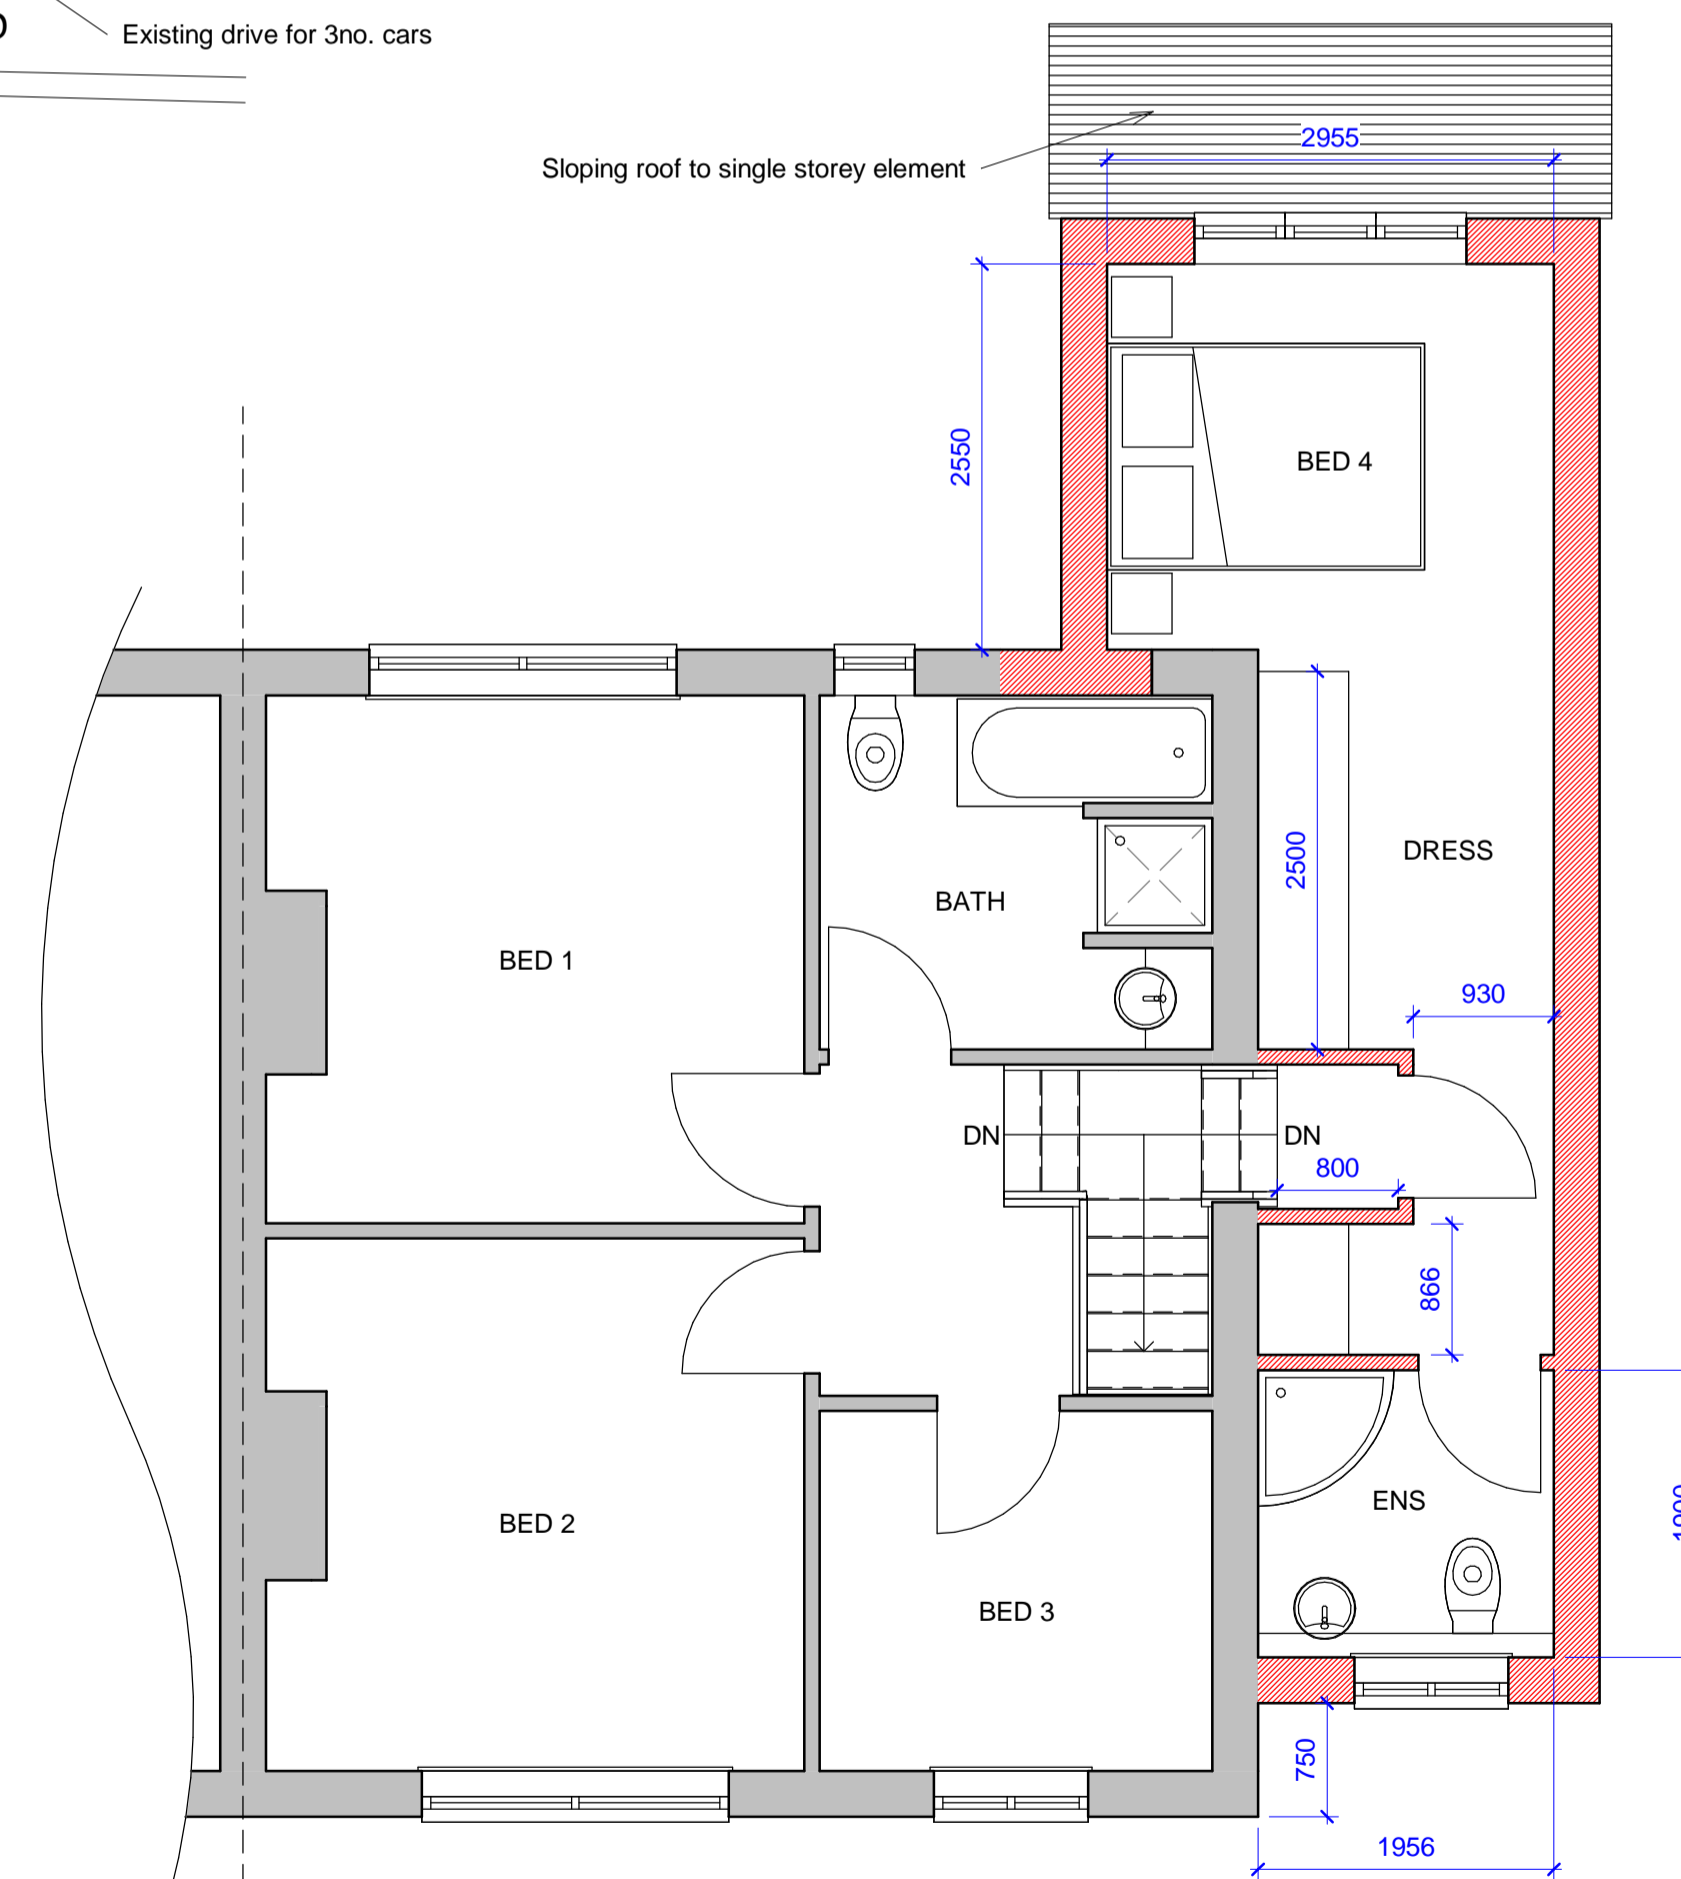 Existing drive for 3no. cars
2955
Sloping roof to single storey element
BED 4
2550
DRESS
2500
BATH
BED 1
930
DN
DN
800
866
ENS
BED 2
BED 3
750
1956